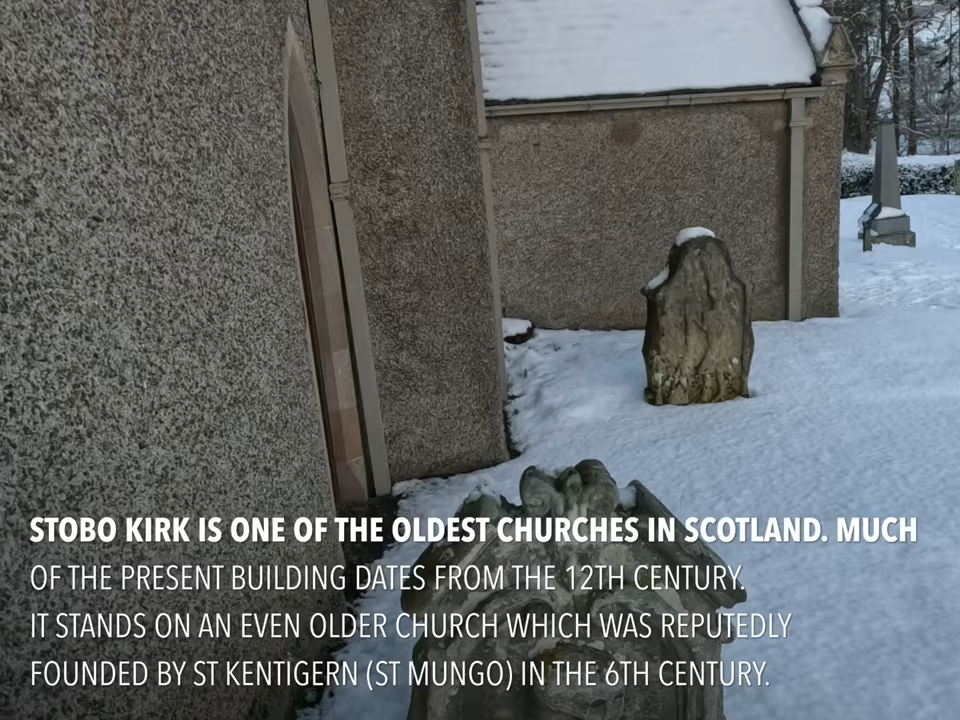 STOBO KIRK IS ONE OF THE OLDEST CHURCHES IN SCOTLAND. MUCH
OF THE PRESENT BUILDING DATES FROM THE 12TH CENTURY.
IT STANDS ON AN EVEN OLDER CHURCH WHICH WAS REPUTEDLY
FOUNDED BY ST KENTIGERN (ST MUNGO) IN THE 6TH CENTURY.